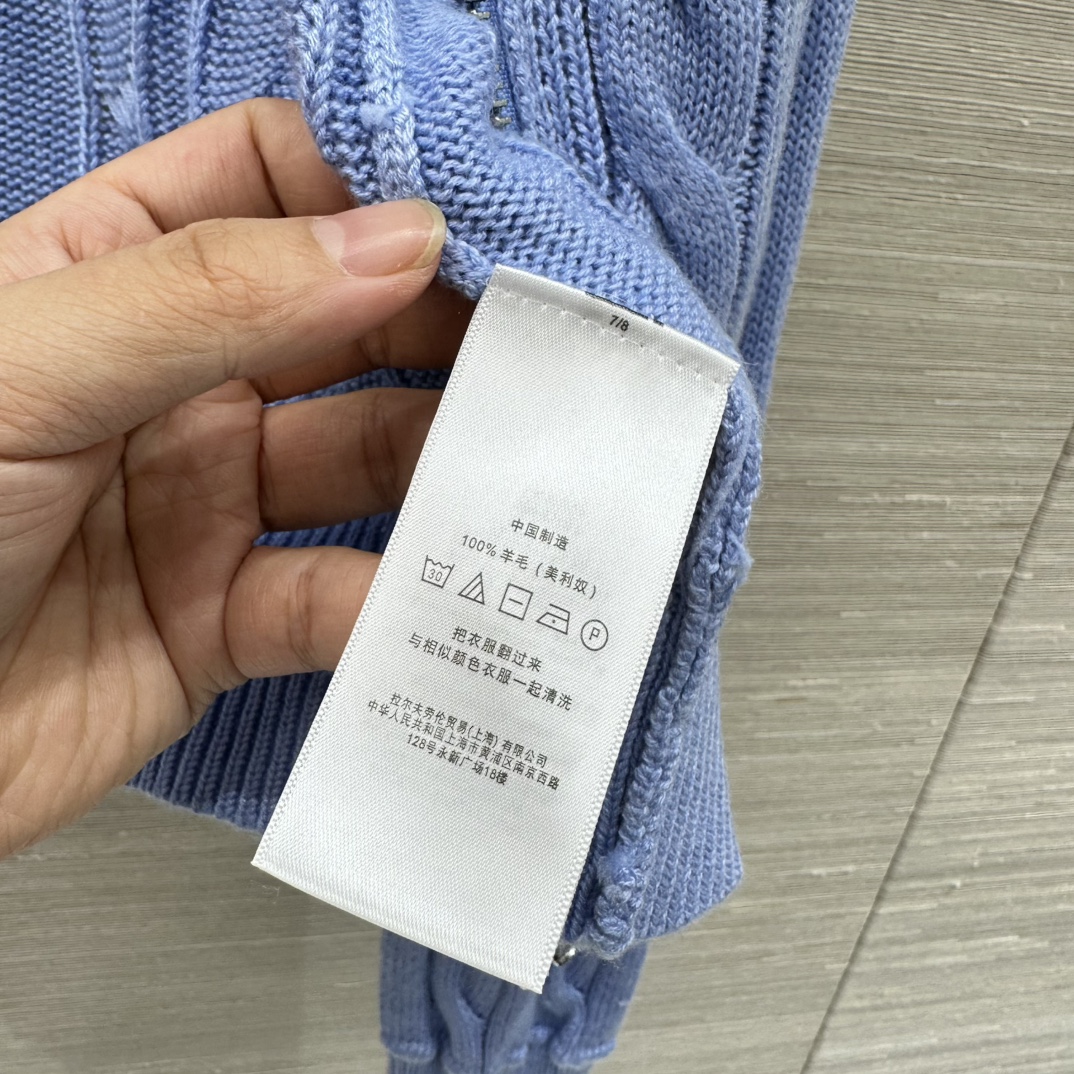 7/8
中国制造
100% 羊毛 (美利奴)
30
P
把衣服翻过来
与相似颜色衣服一起清洗
拉尔夫劳伦贸易(上海)有限公司
中华人民共和国上海市黄浦区南京西路
128号永新广场18楼